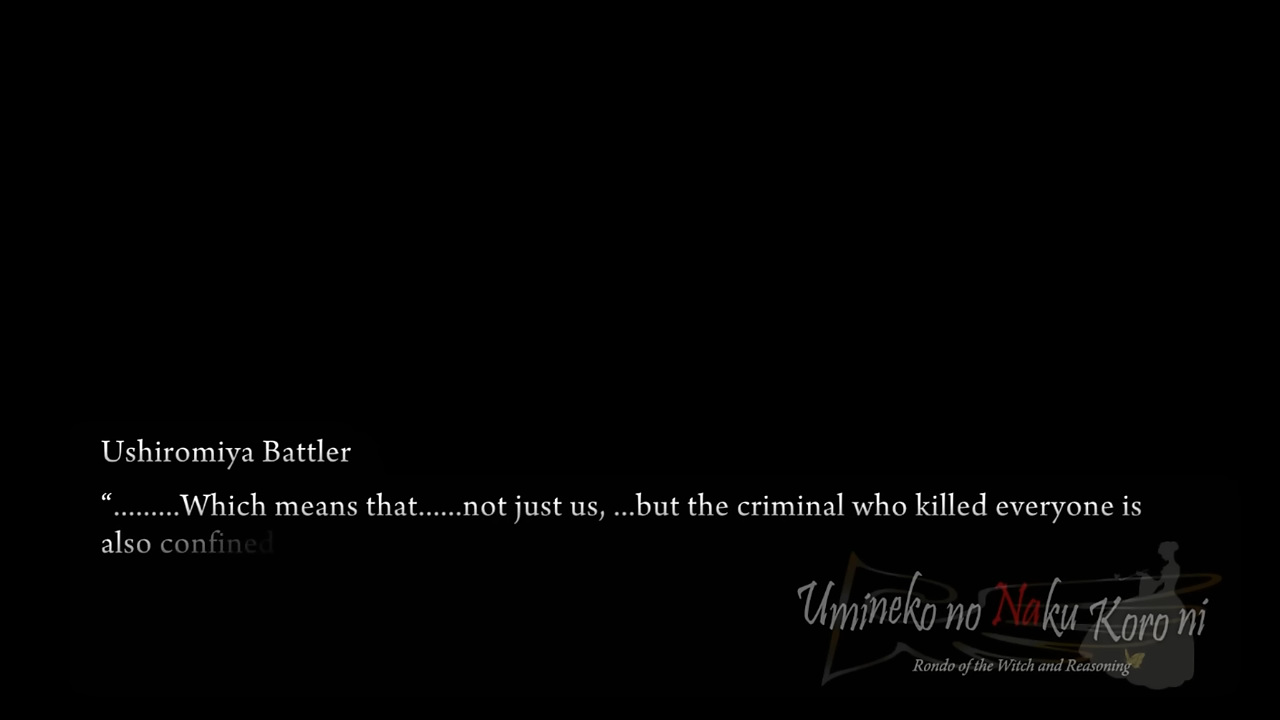 Ushiromiya Battler
“.........Which means that......not just us, ...but the criminal who killed everyone is
also confined
Umineko no Naku Koro ni
Rondo of the Witch and Reasoning